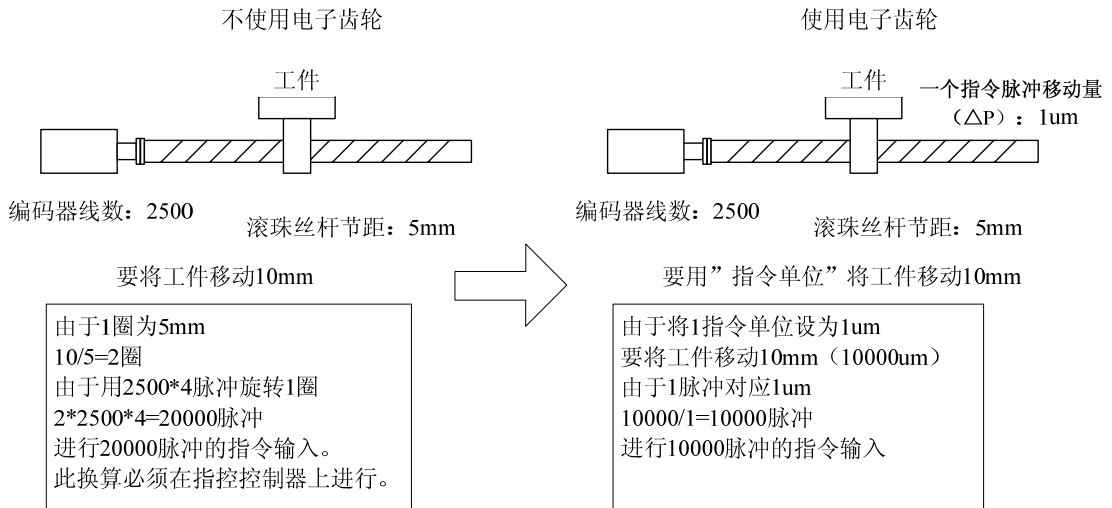 不使用电子齿轮
工件
编码器线数：2500
滚珠丝杆节距：5mm
要将工件移动10mm
由于1圈为5mm
10/5=2圈
由于用2500*4脉冲旋转1圈
2*2500*4=20000脉冲
进行20000脉冲的指令输入。
此换算必须在指控控制器上进行。
使用电子齿轮
工件
一个指令脉冲移动量
（△P）：1um
编码器线数：2500
滚珠丝杆节距：5mm
要用”指令单位”将工件移动10mm
由于将1指令单位设为1um
要将工件移动10mm（10000um）
由于1脉冲对应1um
10000/1=10000脉冲
进行10000脉冲的指令输入